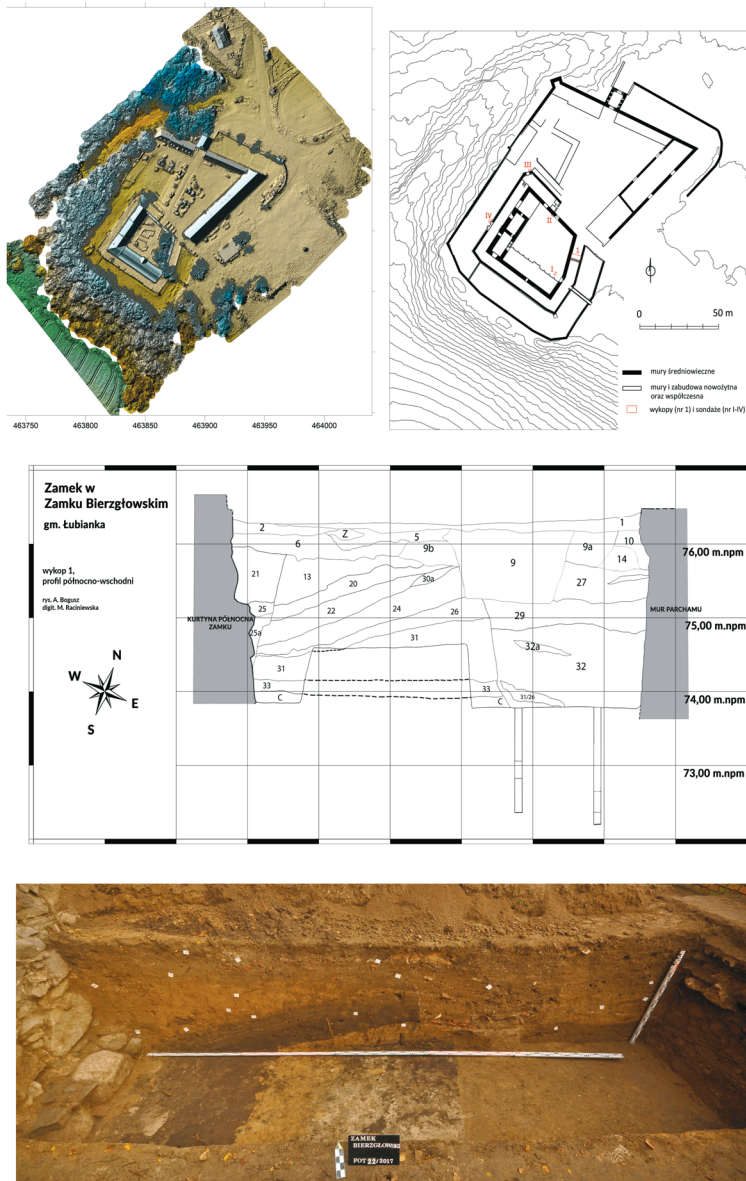 III
IV
II
1
I
0
50 m
mury średniowieczne
mury i zabudowa nowożytna
oraz współczesna
wykopy (nr 1) i sondaże (nr I-IV)
463750
463800
463850
463900
463950
464000
Zamek w
Zamku Bierzgłowskim
gm. Łubianka
wykop 1,
profil północno-wschodni
rys. A. Bogusz
digit. M. Raciniewska
N
W
E
S
KURTYNA PÓŁNOCNA
ZAMKU
MUR PARCHAMU
2
Z
5
1
6
9b
9a
10
76,00 m.npm
21
13
20
30a
9
27
14
25
22
24
26
29
75,00 m.npm
25a
31
31
32a
32
33
33
31/26
74,00 m.npm
C
C
73,00 m.npm
ZAMEK
POT 22/2017